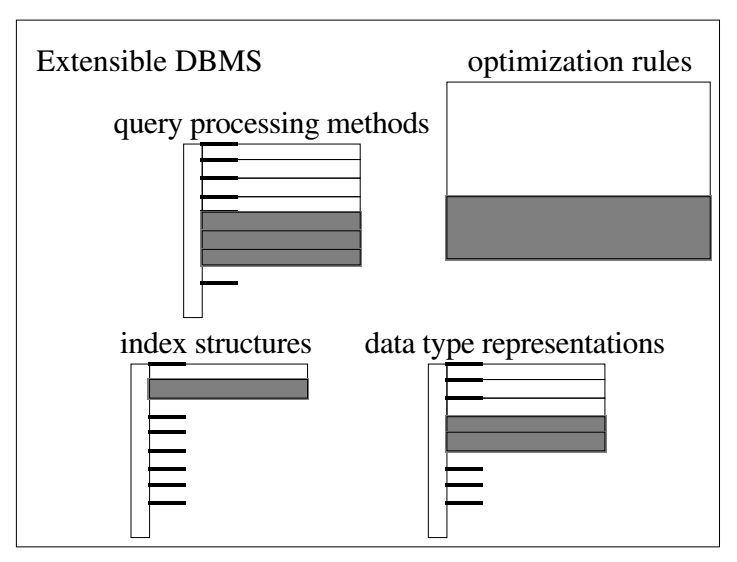 Extensible DBMS
optimization rules
query processing methods
index structures
data type representations